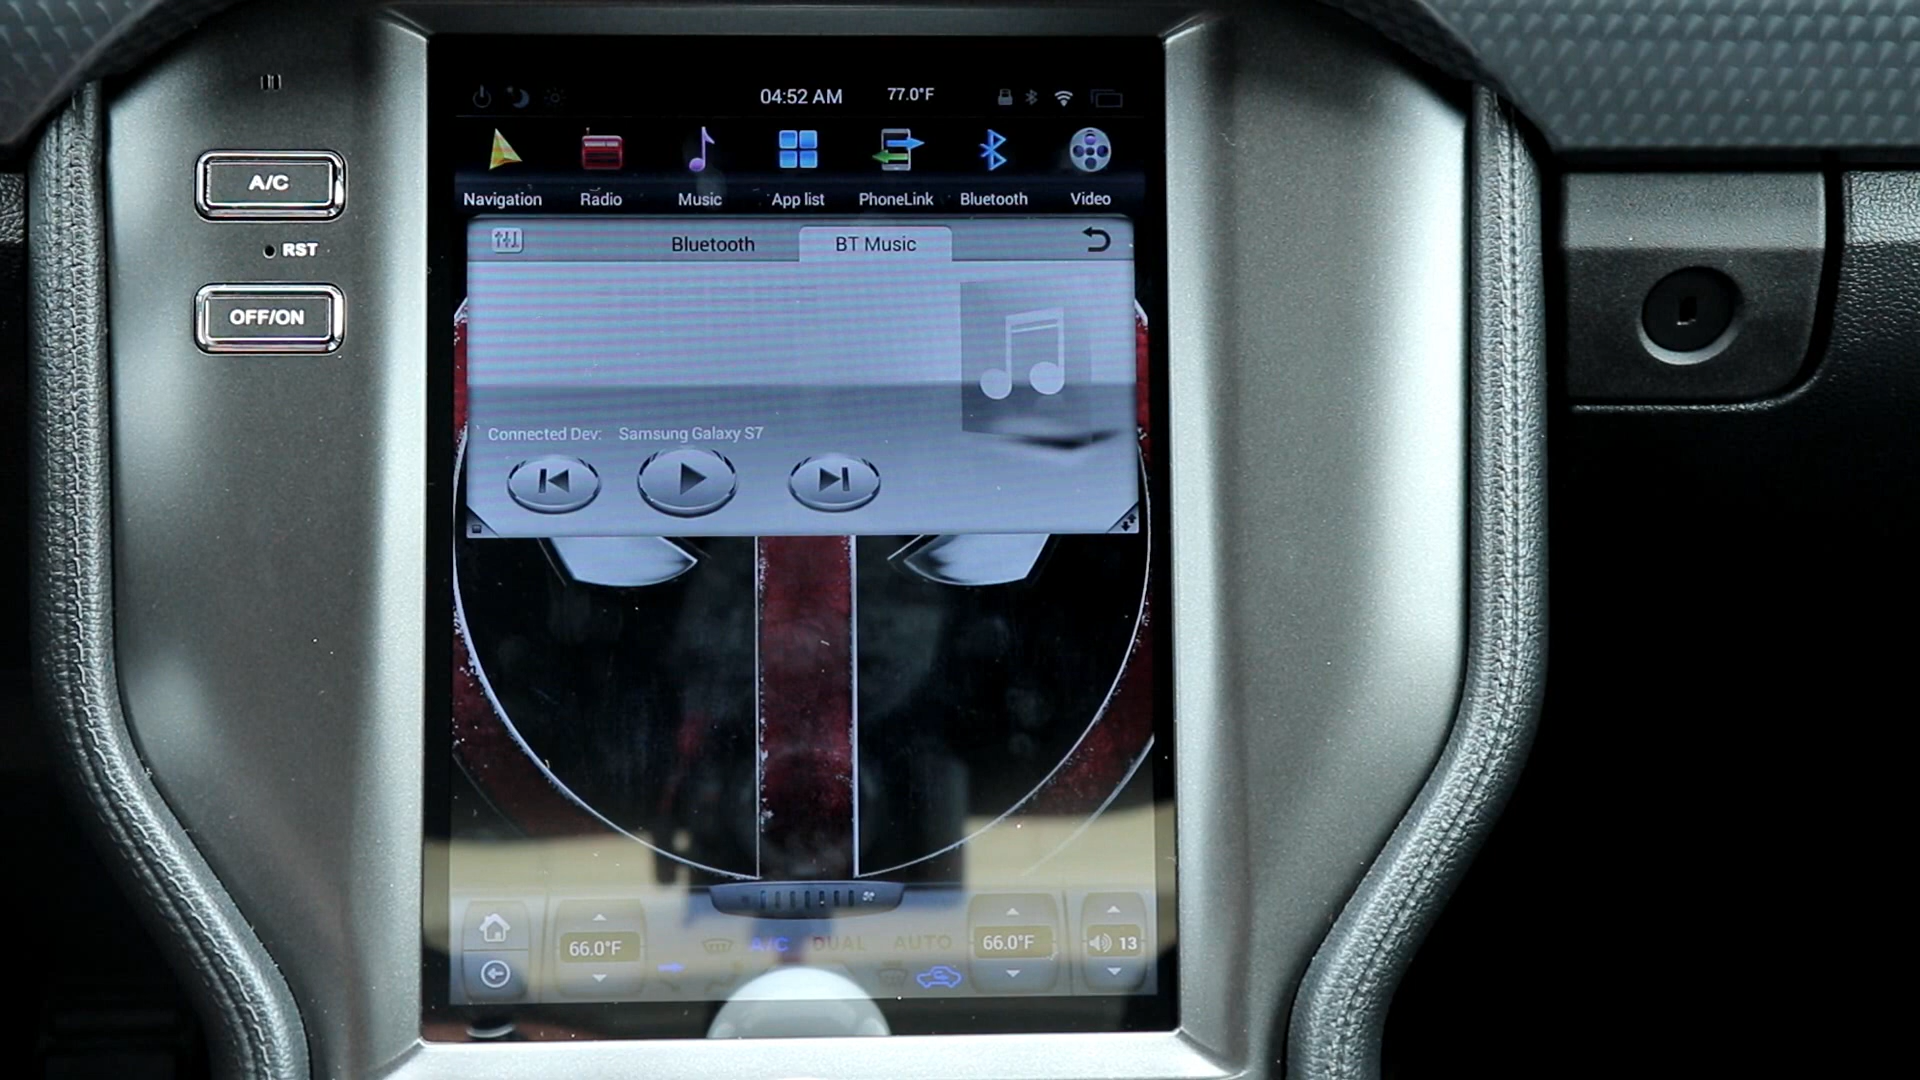 04:52 AM 77.0°F
A/C
RST
OFF/ON
Navigation Radio Music App list PhoneLink Bluetooth Video
Bluetooth BT Music
Connected Dev: Samsung Galaxy S7
66.0°F A/C DUAL AUTO 66.0°F 13